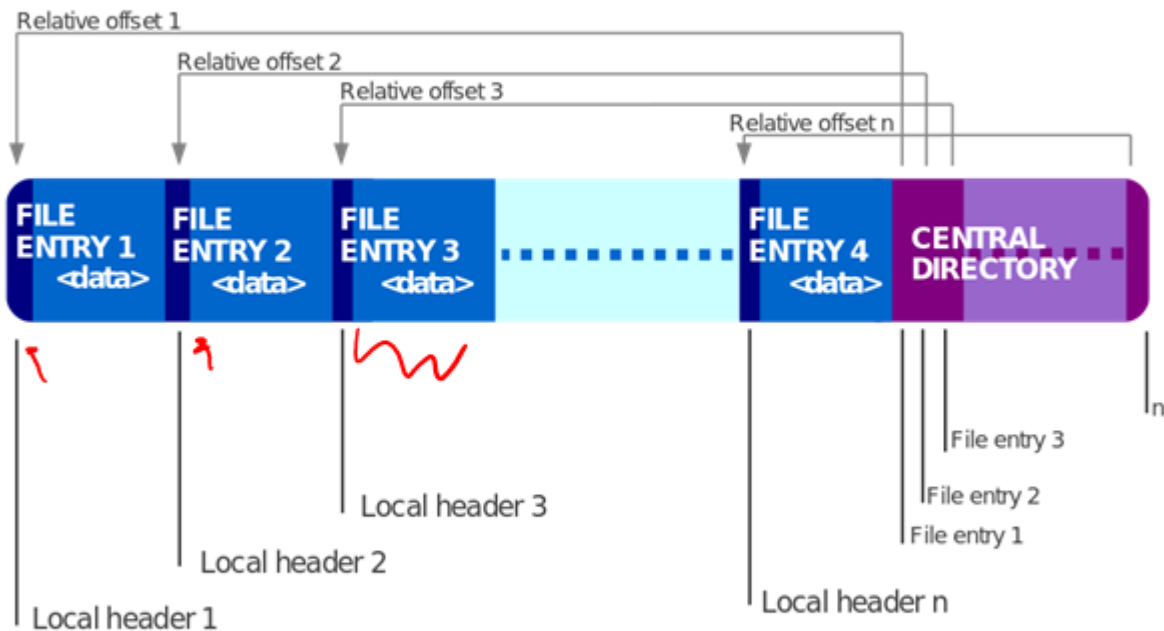 Relative offset 1
Relative offset 2
Relative offset 3
Relative offset n
FILE
ENTRY 1
<data>
FILE
ENTRY 2
<data>
FILE
ENTRY 3
<data>
FILE
ENTRY 4
<data>
CENTRAL
DIRECTORY
n
File entry 3
File entry 2
File entry 1
Local header 3
Local header 2
Local header n
Local header 1